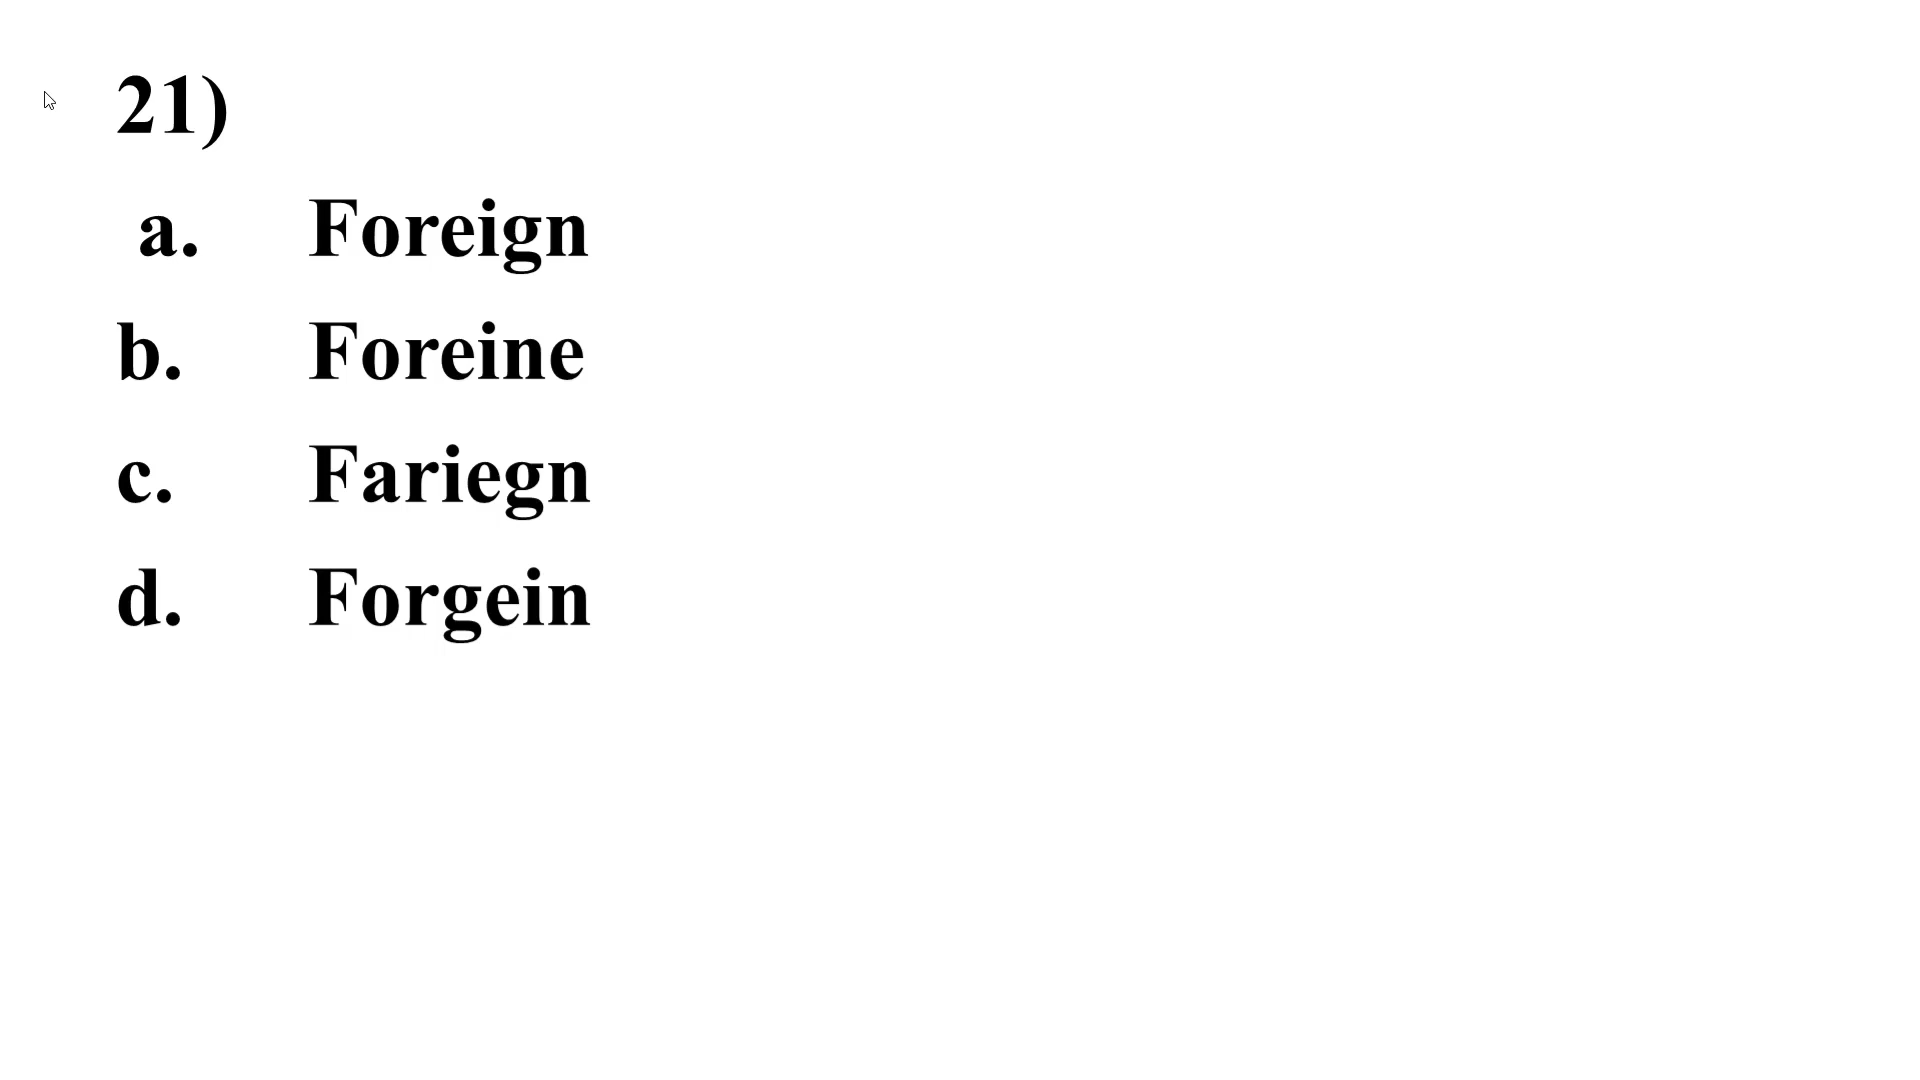 21)
a. Foreign
b. Foreine
c. Fariegn
d. Forgein